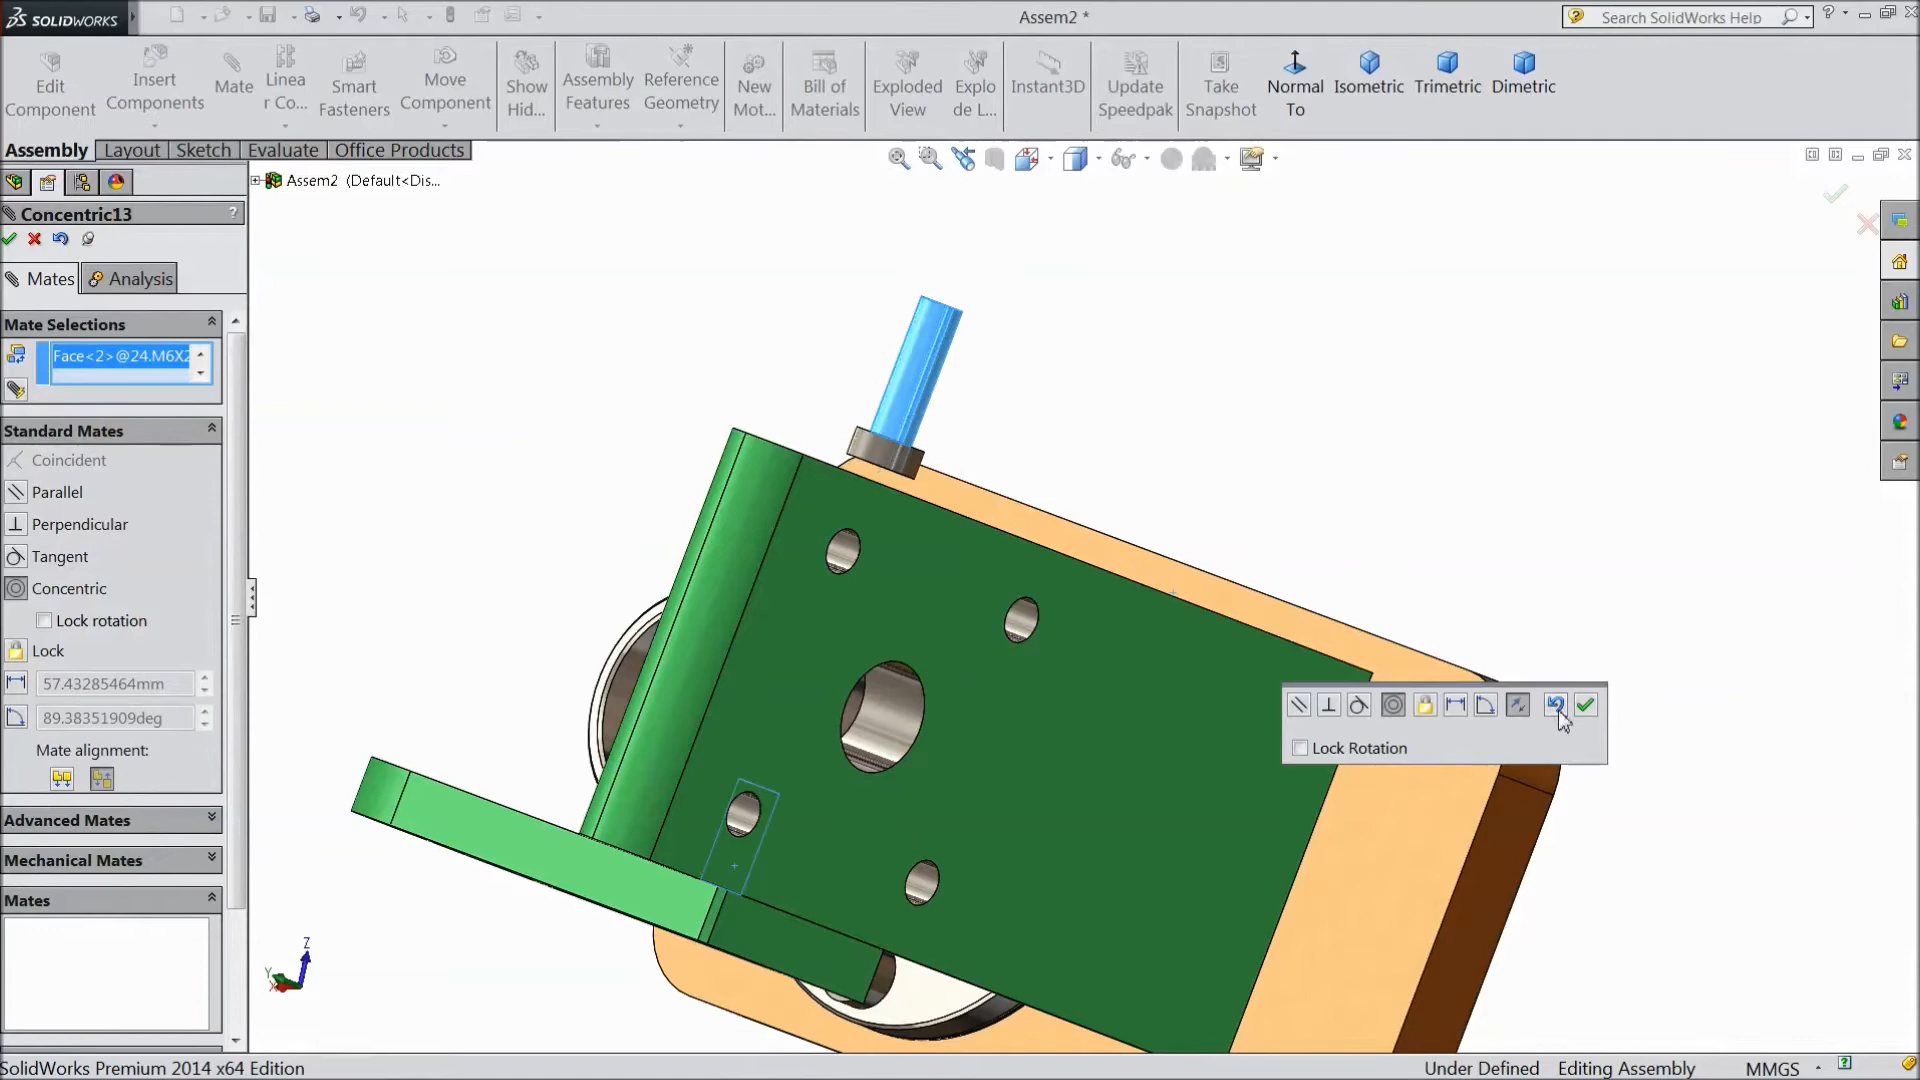 SOLIDWORKS
Assem2 *
Search SolidWorks Help
Edit Component
Insert Components
Mate
Linea r Co...
Smart Fasteners
Move Component
Show Hid...
Assembly Features
Reference Geometry
New Mot...
Bill of Materials
Exploded View
Explo de L...
Instant3D
Update Speedpak
Take Snapshot
Normal To
Isometric
Trimetric
Dimetric
Assembly
Layout
Sketch
Evaluate
Office Products
Assem2 (Default<Dis...
Concentric13
?
Mates
Analysis
Mate Selections
Face<2>@24.M6X2
Standard Mates
Coincident
Parallel
Perpendicular
Tangent
Concentric
Lock rotation
Lock
57.43285464mm
89.38351909deg
Mate alignment:
Advanced Mates
Mechanical Mates
Mates
Lock Rotation
Z
Y
X
SolidWorks Premium 2014 x64 Edition
Under Defined
Editing Assembly
MMGS